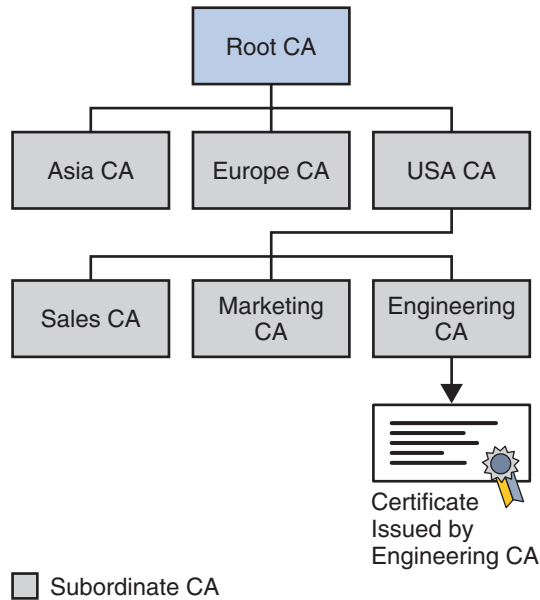 Root CA
Asia CA
Europe CA
USA CA
Sales CA
Marketing
CA
Engineering
CA
Certificate
Issued by
Engineering CA
Subordinate CA